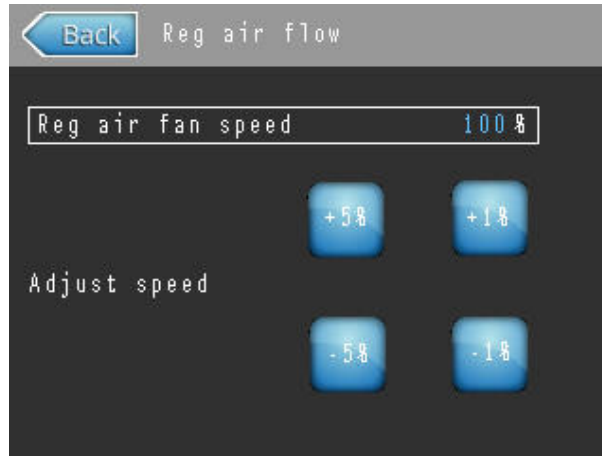 Back Reg air flow
Reg air fan speed 100%
+5% +1%
Adjust speed
-5% -1%